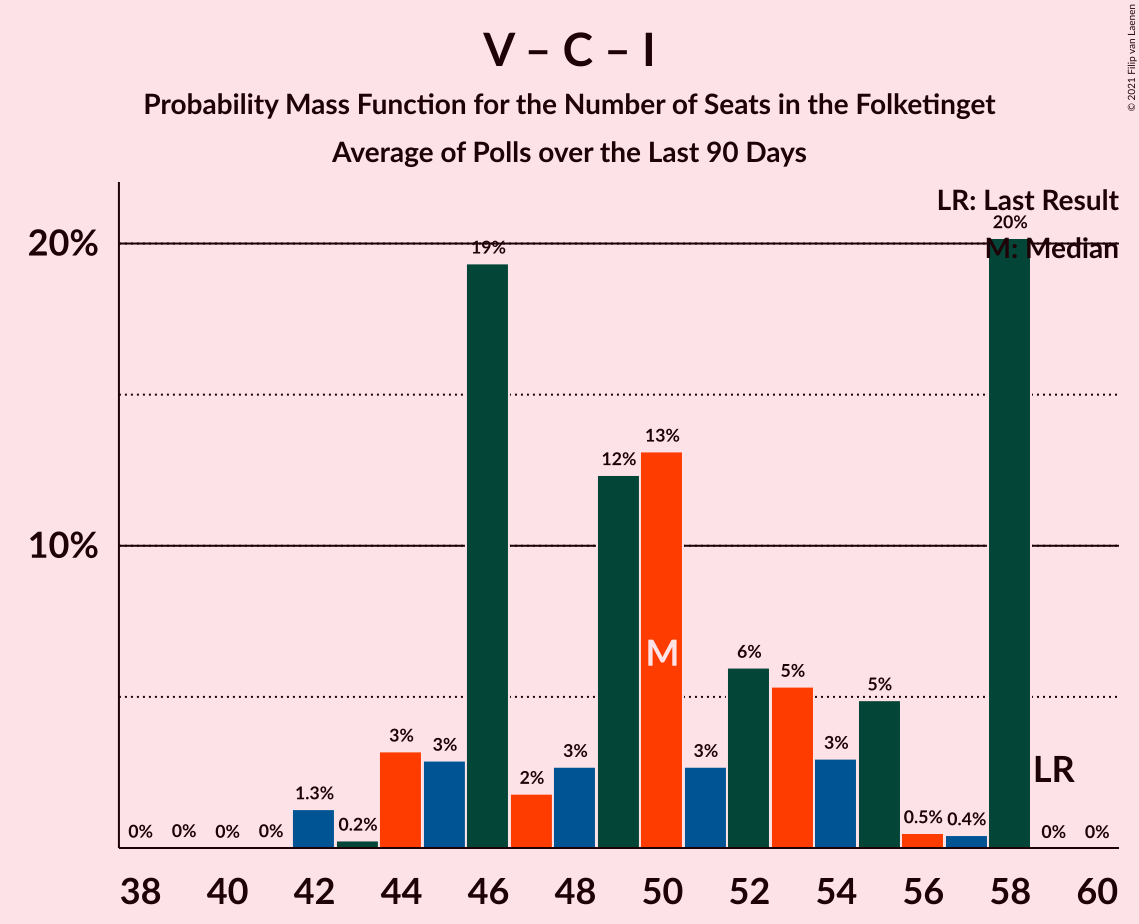 V – C – I
Probability Mass Function for the Number of Seats in the Folketinget
Average of Polls over the Last 90 Days
© 2021 Filip van Laenen
LR: Last Result
M: Median
20%
10%
0%
0%
0%
0%
1.3%
0.2%
3%
3%
19%
2%
3%
12%
13%
3%
6%
5%
3%
5%
0.5%
0.4%
20%
0%
0%
M
LR
38 40 42 44 46 48 50 52 54 56 58 60